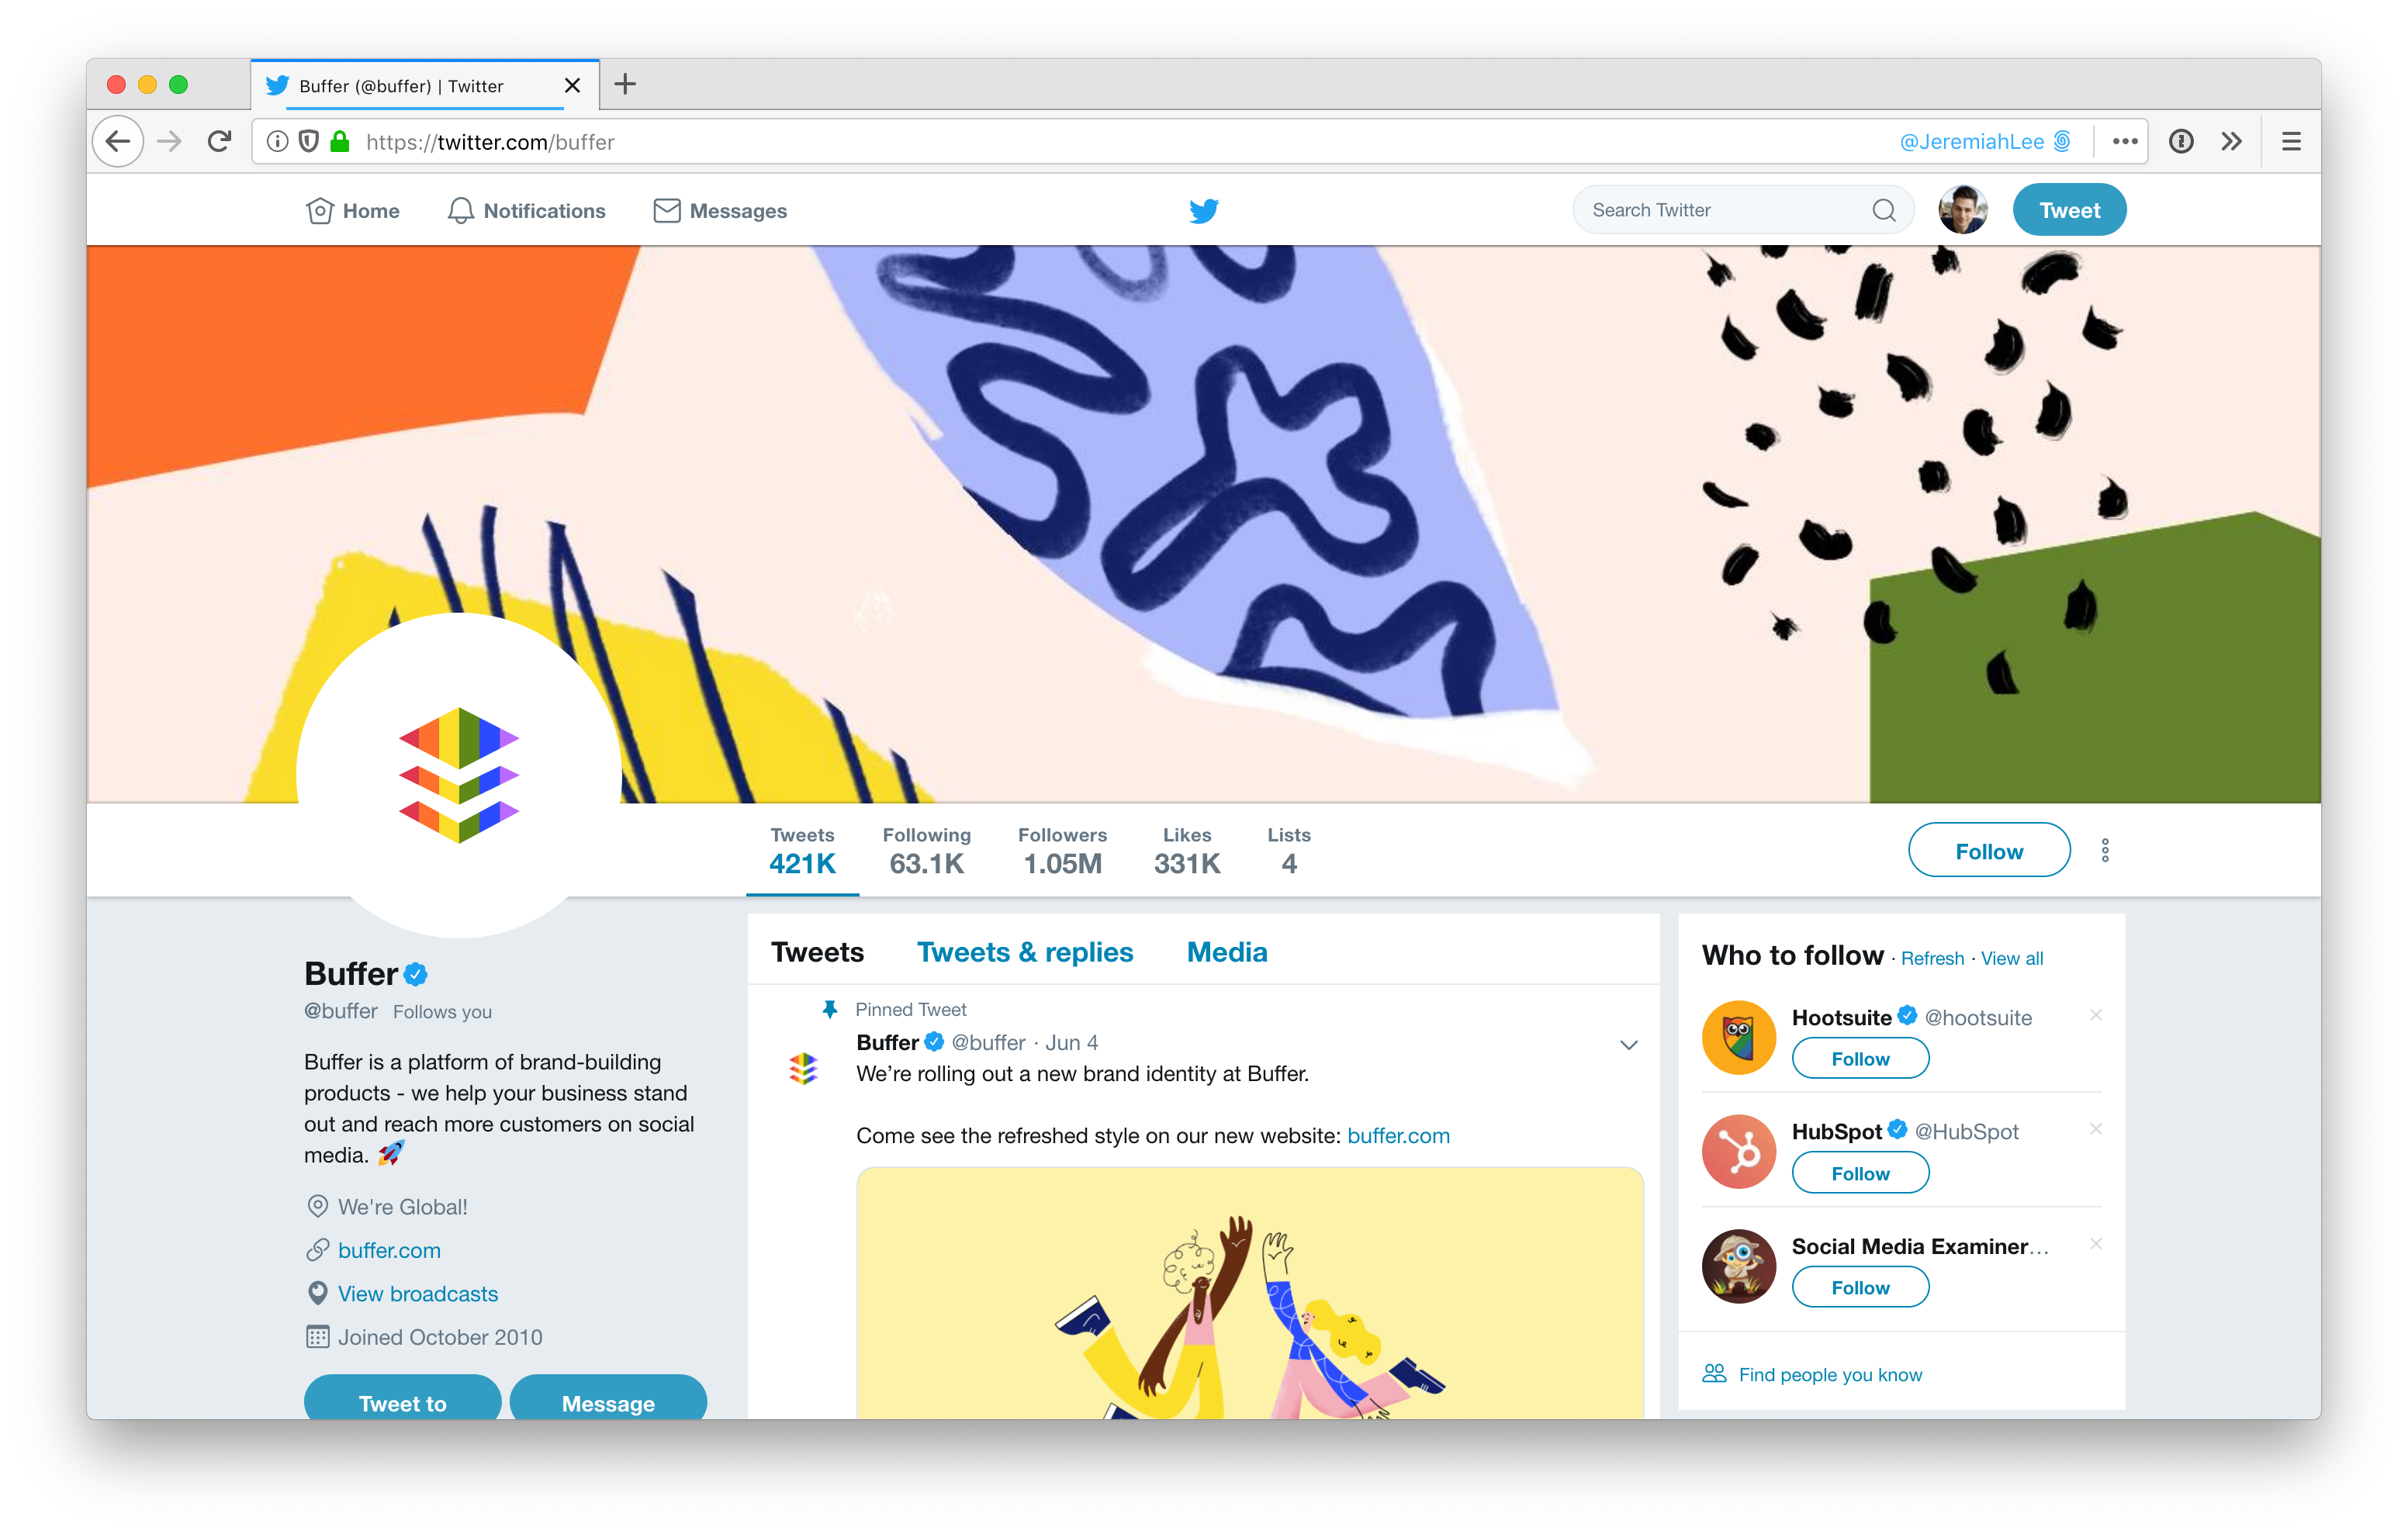 Buffer (@buffer) | Twitter
https://twitter.com/buffer
@JeremiahLee
Home
Notifications
Messages
Search Twitter
Tweet
Tweets
421K
Following
63.1K
Followers
1.05M
Likes
331K
Lists
4
Follow
Buffer
@buffer Follows you
Buffer is a platform of brand-building
products - we help your business stand
out and reach more customers on social
media. 🚀
We're Global!
buffer.com
View broadcasts
Joined October 2010
Tweet to
Message
Tweets
Tweets & replies
Media
Pinned Tweet
Buffer @buffer · Jun 4
We’re rolling out a new brand identity at Buffer.
Come see the refreshed style on our new website: buffer.com
Who to follow · Refresh · View all
Hootsuite @hootsuite
Follow
HubSpot @HubSpot
Follow
Social Media Examiner…
Follow
Find people you know